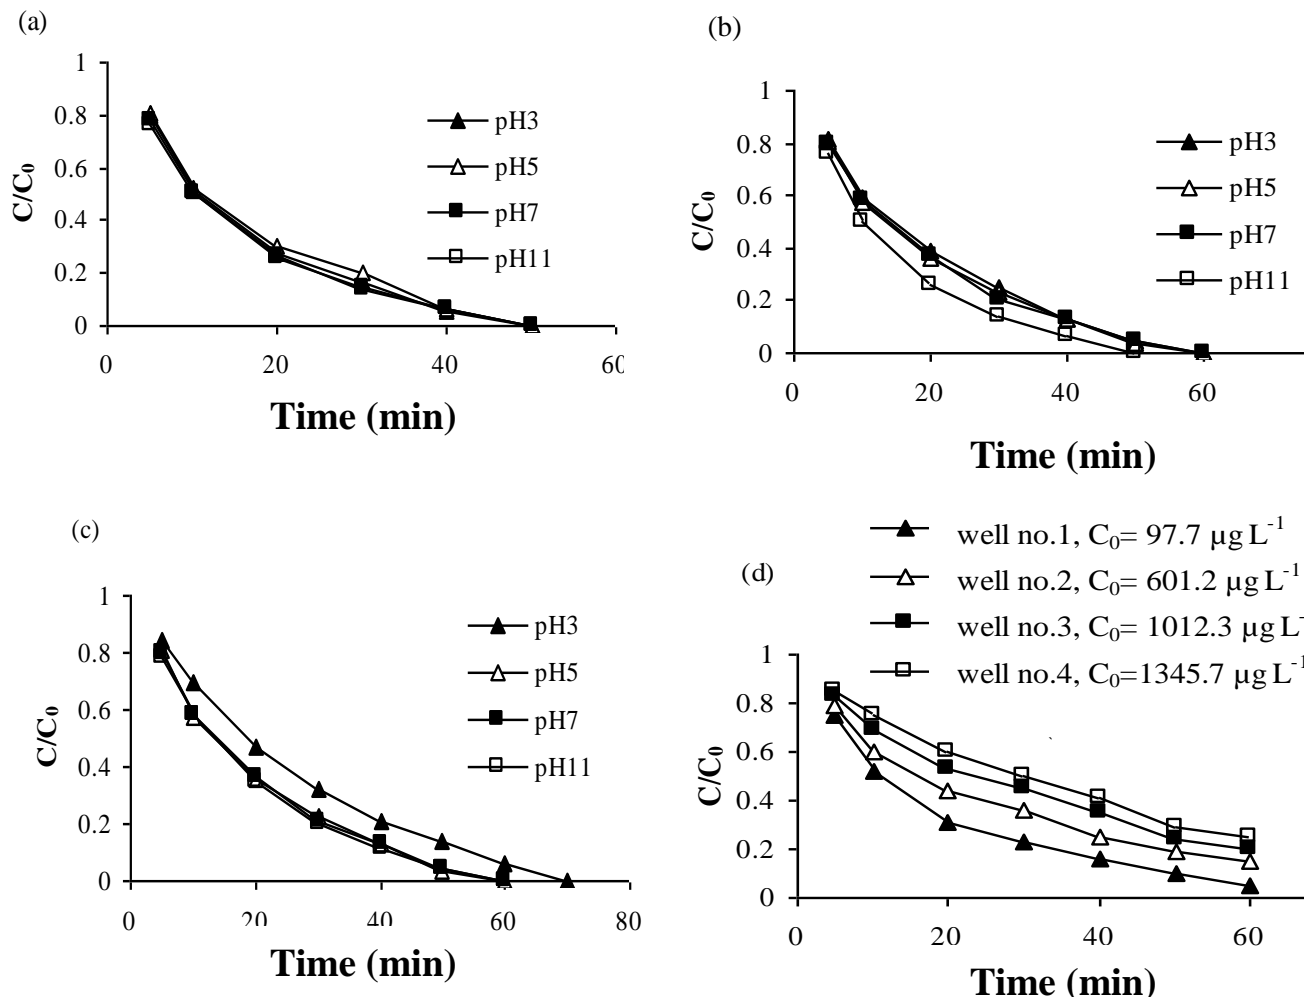 (a)
1
0.8
0.6
0.4
0.2
0
C/C₀
pH3
pH5
pH7
pH11
0 20 40 60
Time (min)
(b)
1
0.8
0.6
0.4
0.2
0
C/C₀
pH3
pH5
pH7
pH11
0 20 40 60
Time (min)
(c)
1
0.8
0.6
0.4
0.2
0
C/C₀
pH3
pH5
pH7
pH11
0 20 40 60 80
Time (min)
(d)
well no.1, C₀= 97.7 µg L⁻¹
well no.2, C₀= 601.2 µg L⁻¹
well no.3, C₀= 1012.3 µg L⁻
well no.4, C₀=1345.7 µg L⁻¹
1
0.8
0.6
0.4
0.2
0
C/C₀
0 20 40 60
Time (min)